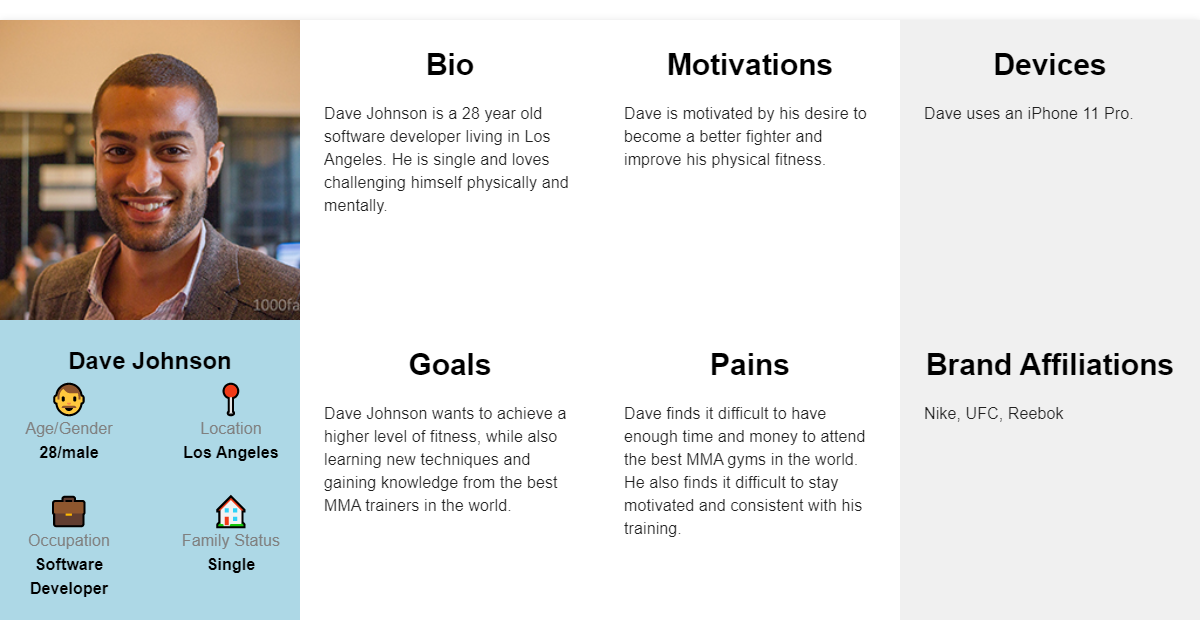 Bio
Dave Johnson is a 28 year old
software developer living in Los
Angeles. He is single and loves
challenging himself physically and
mentally.
Motivations
Dave is motivated by his desire to
become a better fighter and
improve his physical fitness.
Devices
Dave uses an iPhone 11 Pro.
1000fa
Dave Johnson
Age/Gender
28/male
Location
Los Angeles
Occupation
Software
Developer
Family Status
Single
Goals
Dave Johnson wants to achieve a
higher level of fitness, while also
learning new techniques and
gaining knowledge from the best
MMA trainers in the world.
Pains
Dave finds it difficult to have
enough time and money to attend
the best MMA gyms in the world.
He also finds it difficult to stay
motivated and consistent with his
training.
Brand Affiliations
Nike, UFC, Reebok